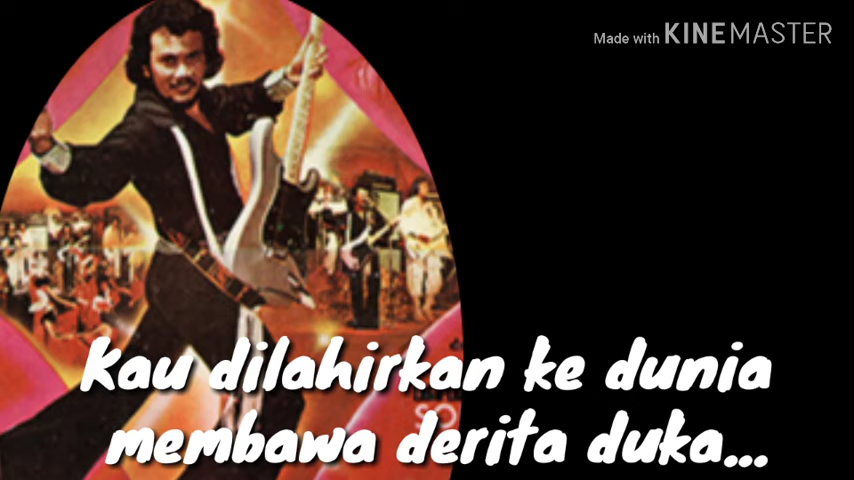 Made with KINEMASTER
Kau dilahirkan ke dunia
membawa derita duka...